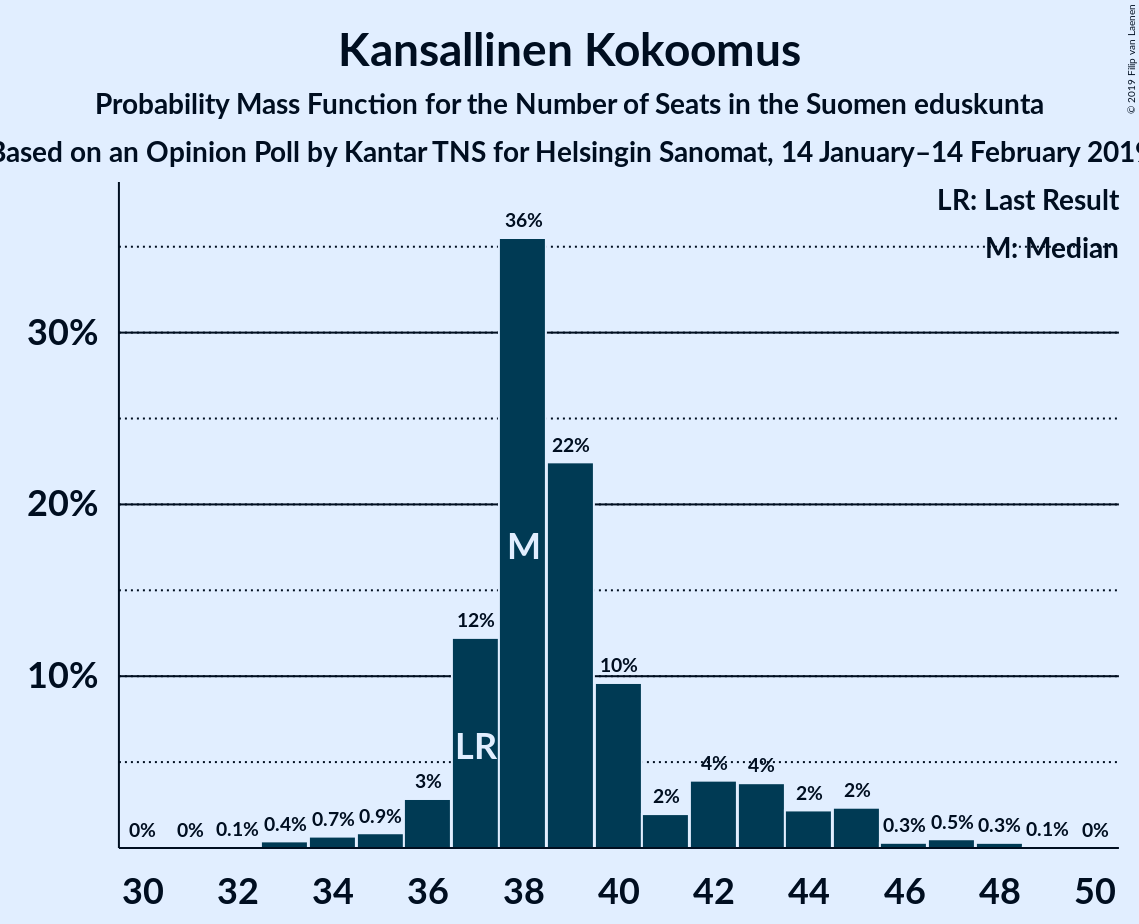 Kansallinen Kokoomus
Probability Mass Function for the Number of Seats in the Suomen eduskunta
Based on an Opinion Poll by Kantar TNS for Helsingin Sanomat, 14 January–14 February 2019
© 2019 Filip van Laenen
LR: Last Result
M: Median
30%
20%
10%
0% 0% 0.1% 0.4% 0.7% 0.9% 3% 12% 36% 22% 10% 2% 4% 4% 2% 2% 0.3% 0.5% 0.3% 0.1% 0%
M
LR
30 32 34 36 38 40 42 44 46 48 50